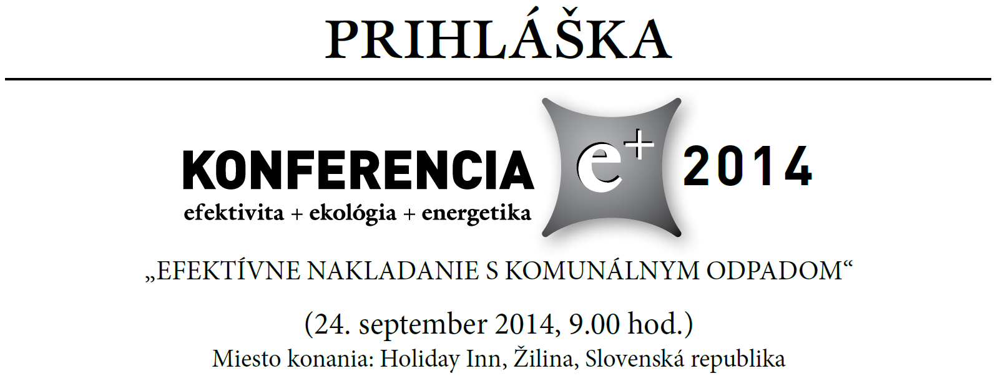 PRIHLÁŠKA
KONFERENCIA e+ 2014
efektivita + ekológia + energetika
„EFEKTÍVNE NAKLADANIE S KOMUNÁLNYM ODPADOM“
(24. september 2014, 9.00 hod.)
Miesto konania: Holiday Inn, Žilina, Slovenská republika